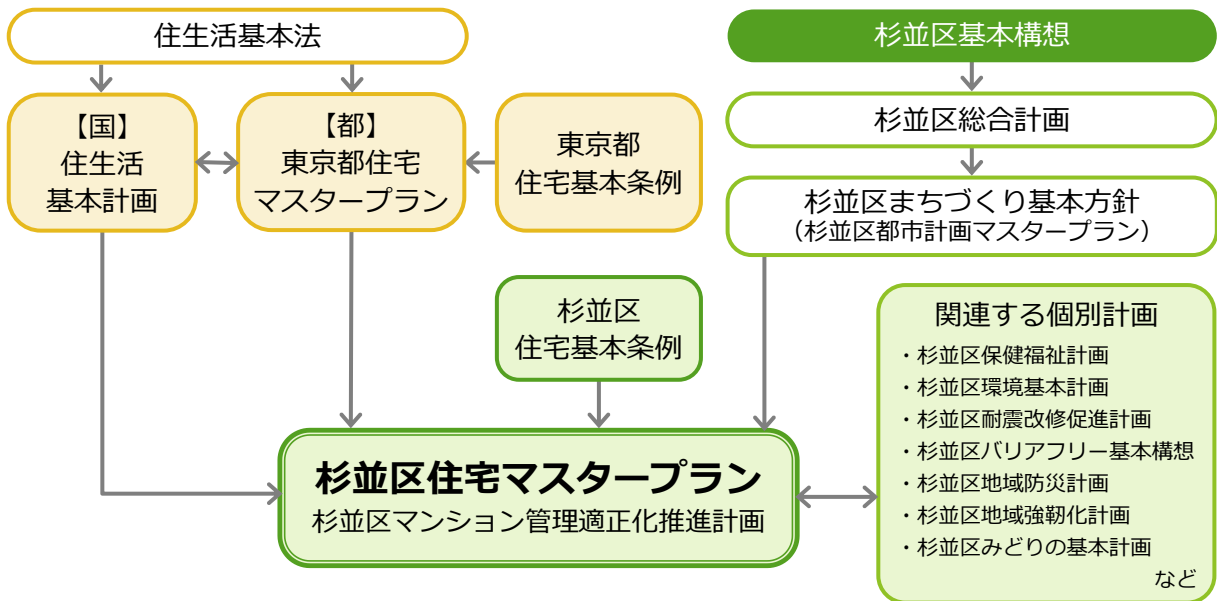 住生活基本法
杉並区基本構想
【国】
住生活
基本計画
【都】
東京都住宅
マスタープラン
東京都
住宅基本条例
杉並区総合計画
杉並区まちづくり基本方針
（杉並区都市計画マスタープラン）
杉並区
住宅基本条例
関連する個別計画
・杉並区保健福祉計画
・杉並区環境基本計画
・杉並区耐震改修促進計画
・杉並区バリアフリー基本構想
・杉並区地域防災計画
・杉並区地域強靭化計画
・杉並区みどりの基本計画
など
杉並区住宅マスタープラン
杉並区マンション管理適正化推進計画